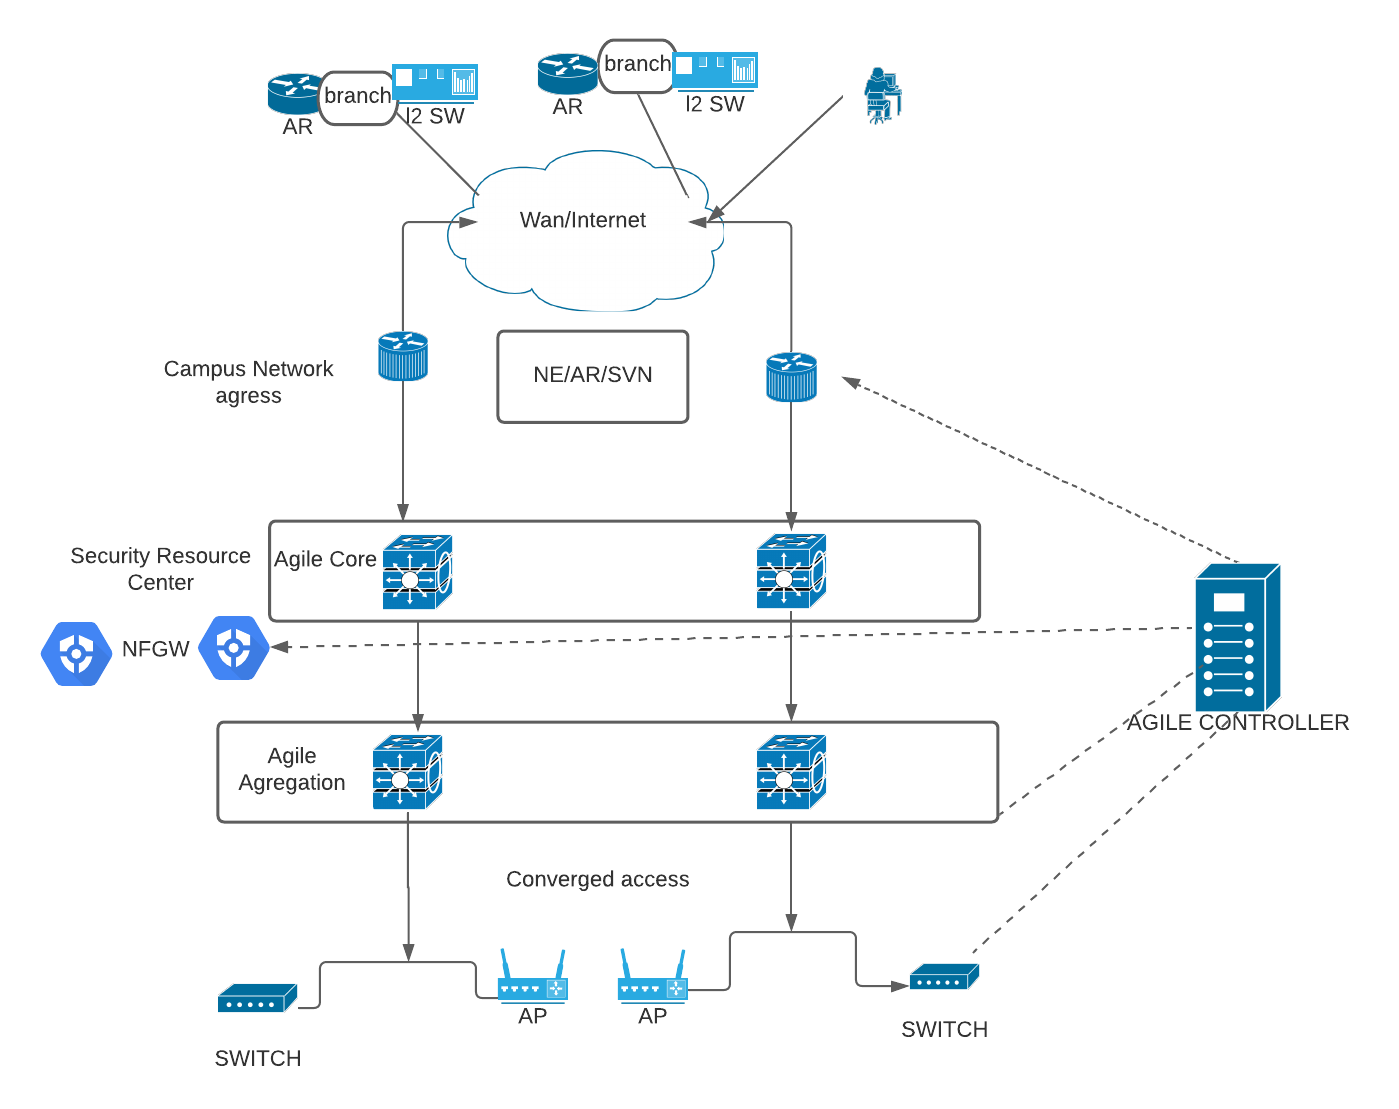 branch
branch
AR
l2 SW
AR
l2 SW
Wan/Internet
Campus Network
agress
NE/AR/SVN
Security Resource
Center
Agile Core
NFGW
AGILE CONTROLLER
Agile
Agregation
Converged access
AP
AP
SWITCH
SWITCH